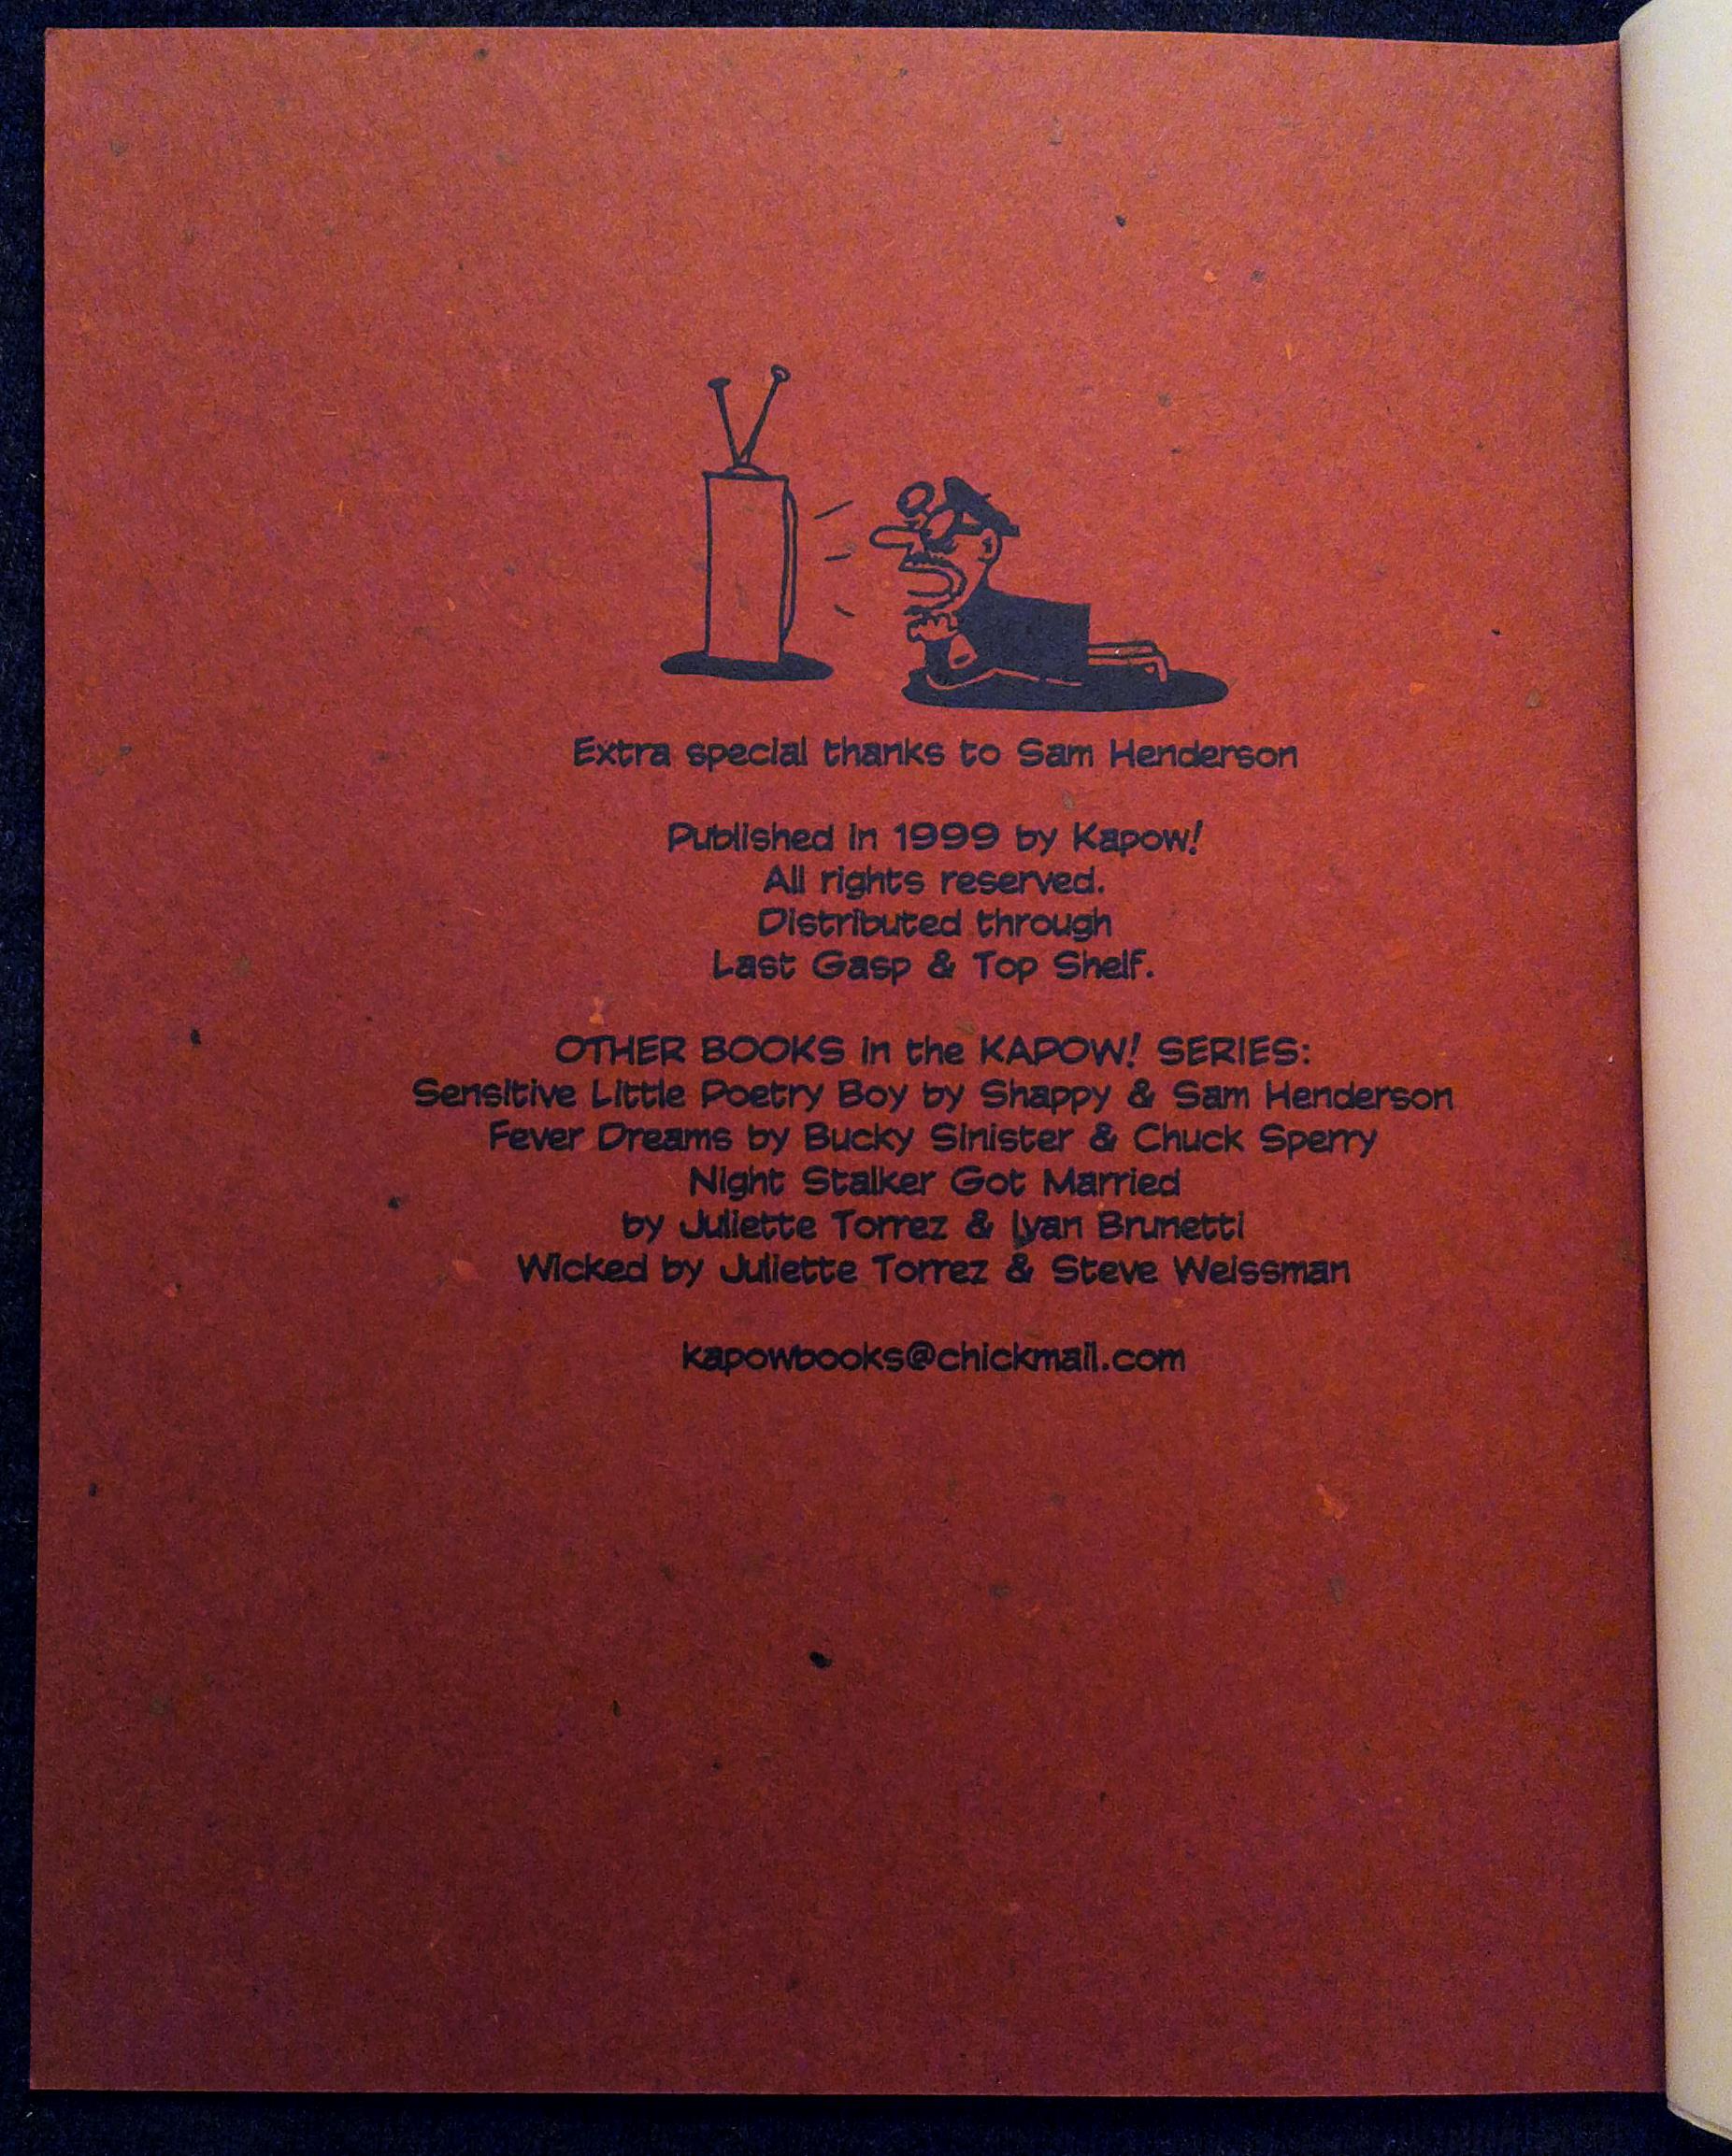 Extra special thanks to Sam Henderson
Published in 1999 by Kapow!
All rights reserved.
Distributed through
Last Gasp & Top Shelf.
OTHER BOOKS in the KAPOW! SERIES:
Sensitive Little Poetry Boy by Shappy & Sam Henderson
Fever Dreams by Bucky Sinister & Chuck Sperry
Night Stalker Got Married
by Juliette Torrez & Ivan Brunetti
Wicked by Juliette Torrez & Steve Weissman
kapowbooks@chickmail.com